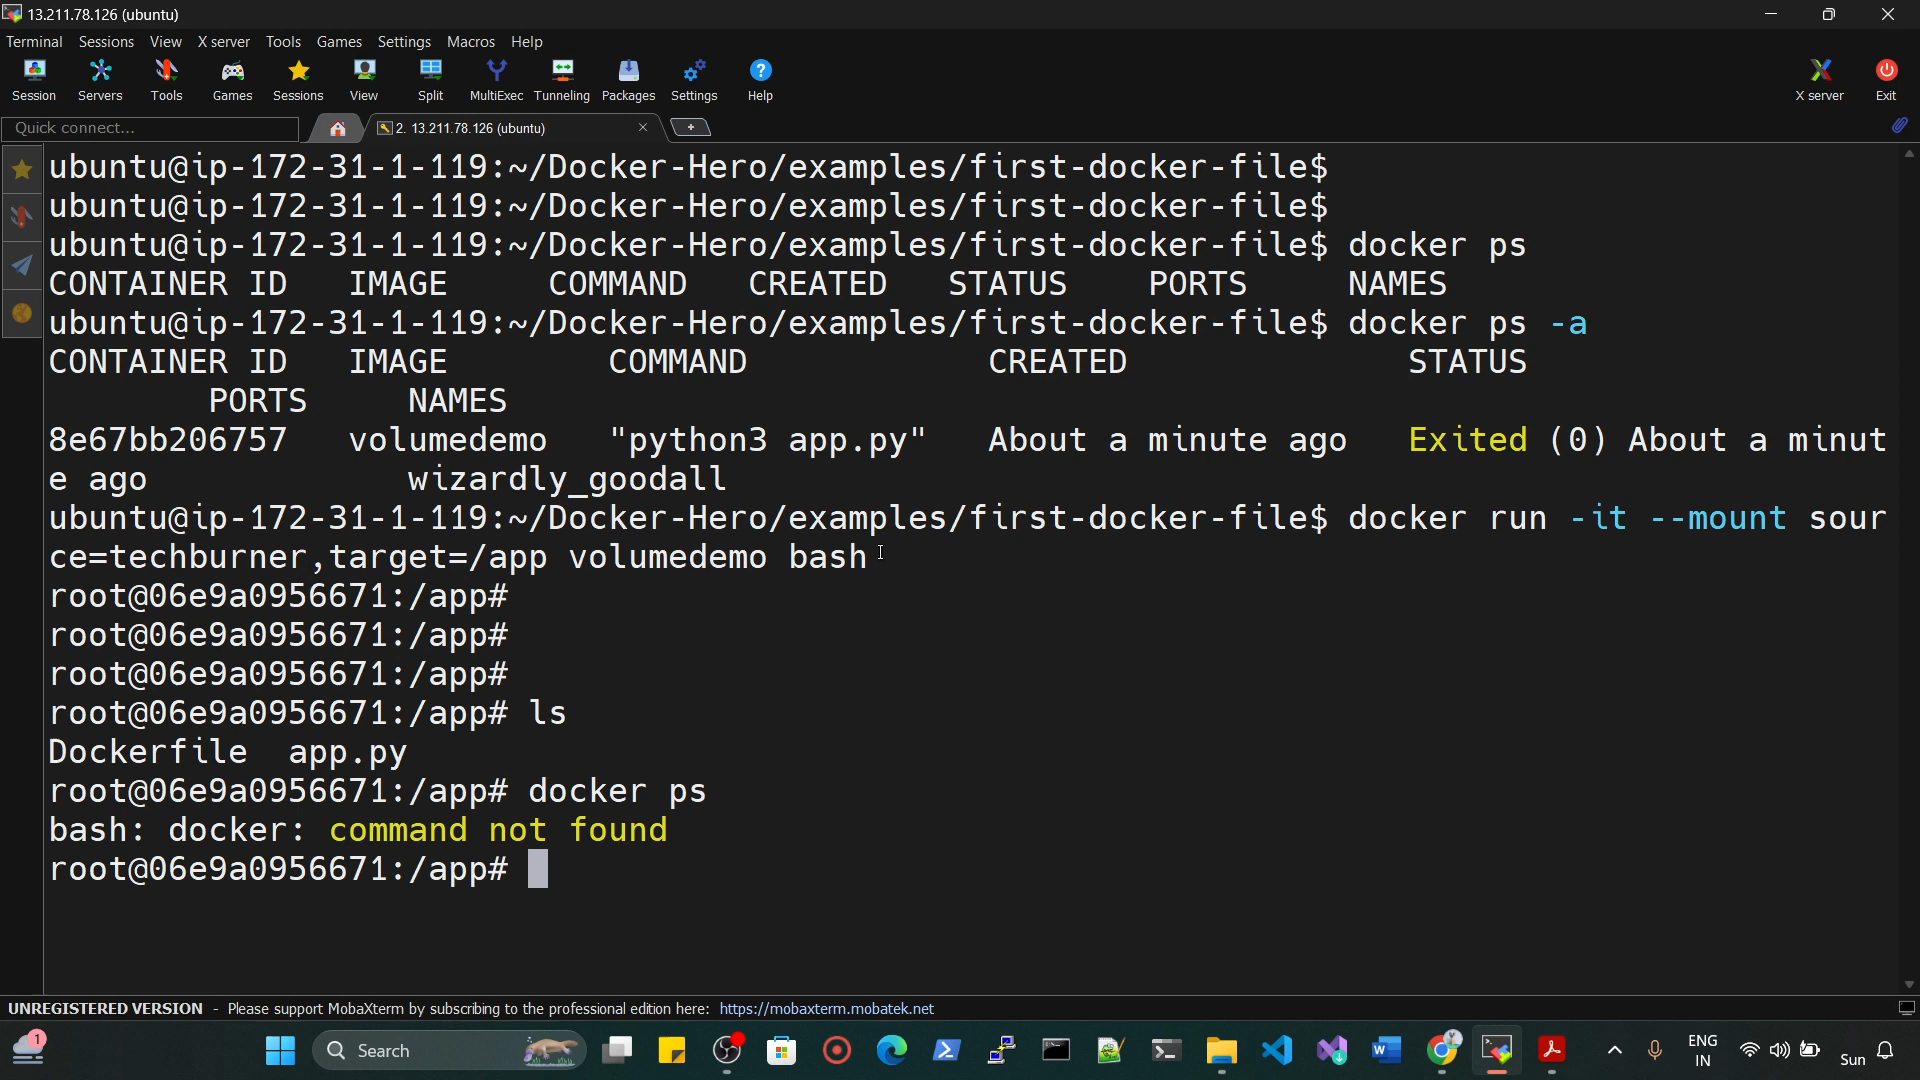 13.211.78.126 (ubuntu)
Terminal Sessions View X server Tools Games Settings Macros Help
Session Servers Tools Games Sessions View Split MultiExec Tunneling Packages Settings Help X server Exit
Quick connect... 2. 13.211.78.126 (ubuntu)
ubuntu@ip-172-31-1-119:~/Docker-Hero/examples/first-docker-file$
ubuntu@ip-172-31-1-119:~/Docker-Hero/examples/first-docker-file$
ubuntu@ip-172-31-1-119:~/Docker-Hero/examples/first-docker-file$ docker ps
CONTAINER ID   IMAGE     COMMAND   CREATED   STATUS    PORTS     NAMES
ubuntu@ip-172-31-1-119:~/Docker-Hero/examples/first-docker-file$ docker ps -a
CONTAINER ID   IMAGE        COMMAND            CREATED              STATUS
        PORTS     NAMES
8e67bb206757   volumedemo   "python3 app.py"   About a minute ago   Exited (0) About a minut
e ago             wizardly_goodall
ubuntu@ip-172-31-1-119:~/Docker-Hero/examples/first-docker-file$ docker run -it --mount sour
ce=techburner,target=/app volumedemo bash
root@06e9a0956671:/app#
root@06e9a0956671:/app#
root@06e9a0956671:/app#
root@06e9a0956671:/app# ls
Dockerfile  app.py
root@06e9a0956671:/app# docker ps
bash: docker: command not found
root@06e9a0956671:/app#
UNREGISTERED VERSION - Please support MobaXterm by subscribing to the professional edition here: https://mobaxterm.mobatek.net
1 Search ENG
IN Sun